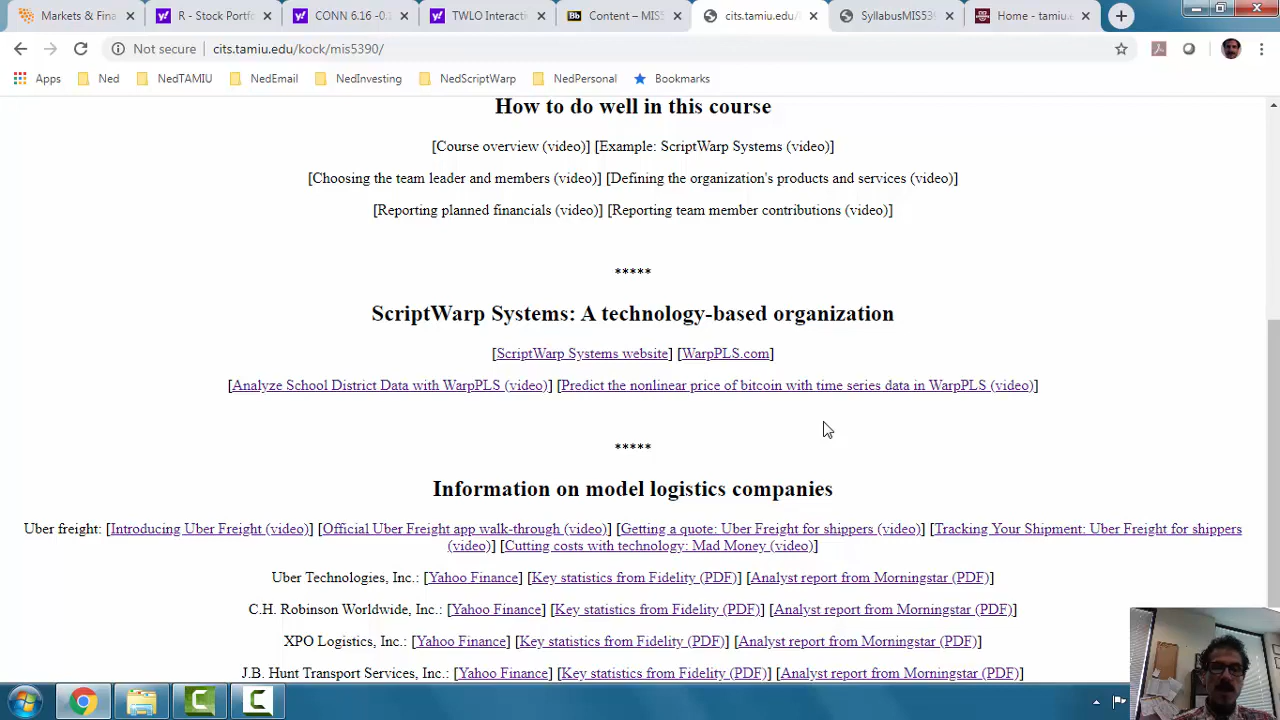 Markets & Fina
R - Stock Portfo
CONN 6.16 -0.
TWLO Interacti
Content – MIS5
cits.tamiu.edu/
SyllabusMIS539
Home - tamiu.e
Not secure | cits.tamiu.edu/kock/mis5390/
Apps Ned NedTAMIU NedEmail NedInvesting NedScriptWarp NedPersonal Bookmarks
How to do well in this course
[Course overview (video)] [Example: ScriptWarp Systems (video)]
[Choosing the team leader and members (video)] [Defining the organization's products and services (video)]
[Reporting planned financials (video)] [Reporting team member contributions (video)]
*****
ScriptWarp Systems: A technology-based organization
[ScriptWarp Systems website] [WarpPLS.com]
[Analyze School District Data with WarpPLS (video)] [Predict the nonlinear price of bitcoin with time series data in WarpPLS (video)]
*****
Information on model logistics companies
Uber freight: [Introducing Uber Freight (video)] [Official Uber Freight app walk-through (video)] [Getting a quote: Uber Freight for shippers (video)] [Tracking Your Shipment: Uber Freight for shippers
(video)] [Cutting costs with technology: Mad Money (video)]
Uber Technologies, Inc.: [Yahoo Finance] [Key statistics from Fidelity (PDF)] [Analyst report from Morningstar (PDF)]
C.H. Robinson Worldwide, Inc.: [Yahoo Finance] [Key statistics from Fidelity (PDF)] [Analyst report from Morningstar (PDF)]
XPO Logistics, Inc.: [Yahoo Finance] [Key statistics from Fidelity (PDF)] [Analyst report from Morningstar (PDF)]
J.B. Hunt Transport Services, Inc.: [Yahoo Finance] [Key statistics from Fidelity (PDF)] [Analyst report from Morningstar (PDF)]